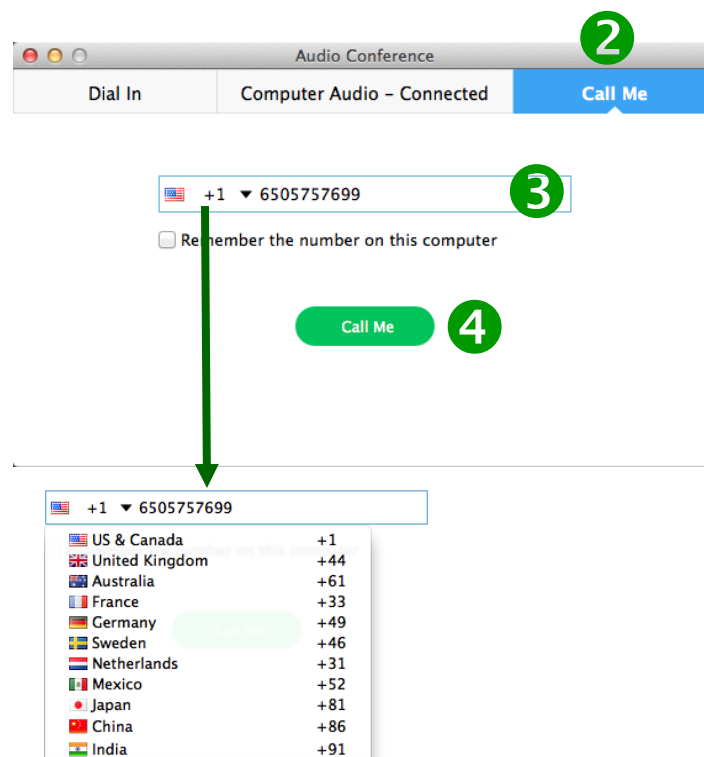 2
Audio Conference
Dial In Computer Audio – Connected Call Me
+1 6505757699 3
Remember the number on this computer
Call Me 4
+1 6505757699
US & Canada +1
United Kingdom +44
Australia +61
France +33
Germany +49
Sweden +46
Netherlands +31
Mexico +52
Japan +81
China +86
India +91